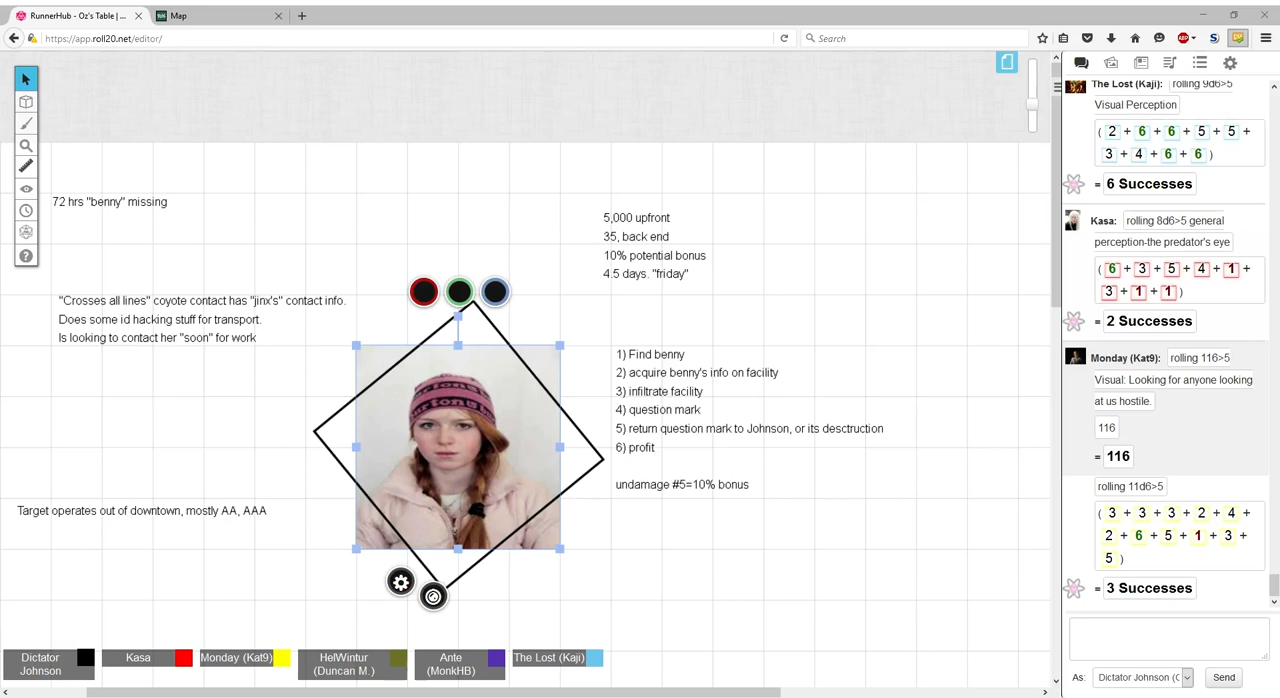 RunnerHub - Oz's Table | ...
Map
https://app.roll20.net/editor/
Search
72 hrs "benny" missing
5,000 upfront
35, back end
10% potential bonus
4.5 days. "friday"
"Crosses all lines" coyote contact has "jinx's" contact info.
Does some id hacking stuff for transport.
Is looking to contact her "soon" for work
1) Find benny
2) acquire benny's info on facility
3) infiltrate facility
4) question mark
5) return question mark to Johnson, or its desctruction
6) profit
undamage #5=10% bonus
Target operates out of downtown, mostly AA, AAA
Dictator
Johnson
Kasa
Monday (Kat9)
HelWintur
(Duncan M.)
Ante
(MonkHB)
The Lost (Kaji)
The Lost (Kaji): rolling 9d6>5
Visual Perception
( 2 + 6 + 6 + 5 + 5 +
3 + 4 + 6 + 6 )
= 6 Successes
Kasa: rolling 8d6>5 general
perception-the predator's eye
( 6 + 3 + 5 + 4 + 1 +
3 + 1 + 1 )
= 2 Successes
Monday (Kat9): rolling 116>5
Visual: Looking for anyone looking
at us hostile.
116
= 116
rolling 11d6>5
( 3 + 3 + 3 + 2 + 4 +
2 + 6 + 5 + 1 + 3 +
5 )
= 3 Successes
As: Dictator Johnson (C
Send